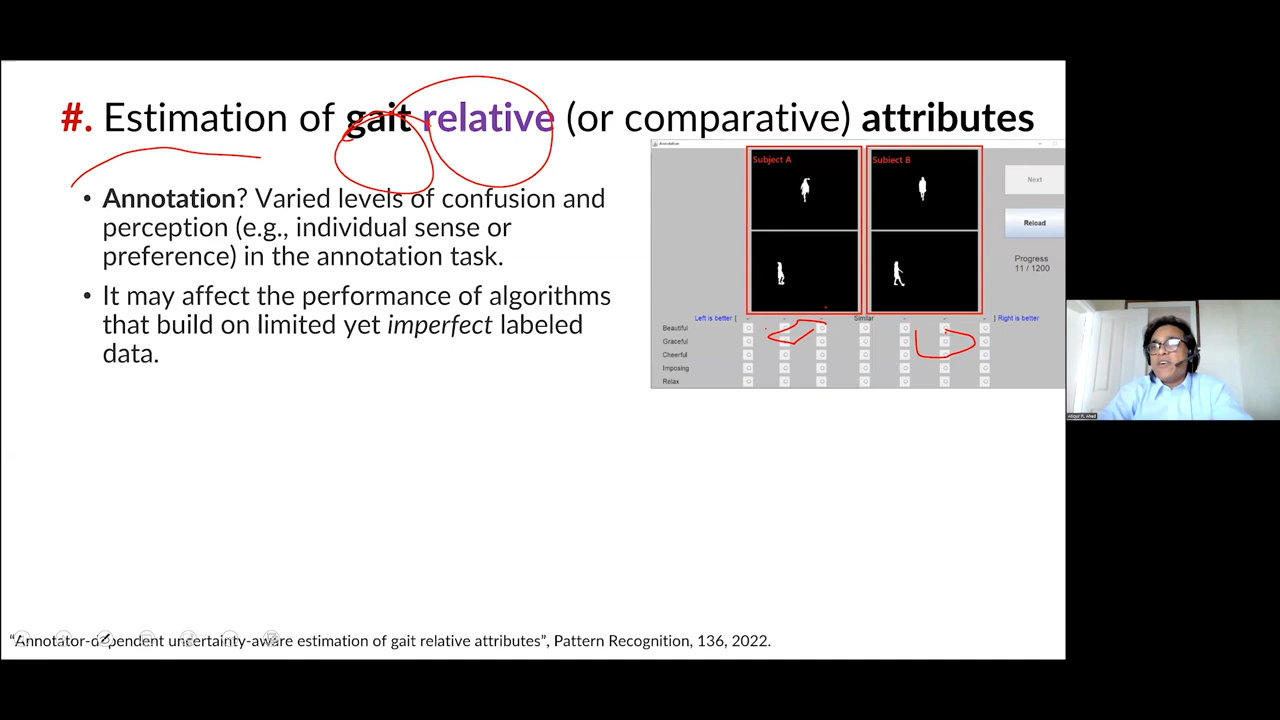 #. Estimation of gait relative (or comparative) attributes
• Annotation? Varied levels of confusion and
perception (e.g., individual sense or
preference) in the annotation task.
• It may affect the performance of algorithms
that build on limited yet imperfect labeled
data.
Annotation
Subject A
Subject B
Next
Reload
Progress
11 / 1200
Left is better [ - - - Similar - - - ] Right is better
Beautiful
Graceful
Cheerful
Imposing
Relax
Atiqur R. Ahad
"Annotator-dependent uncertainty-aware estimation of gait relative attributes", Pattern Recognition, 136, 2022.